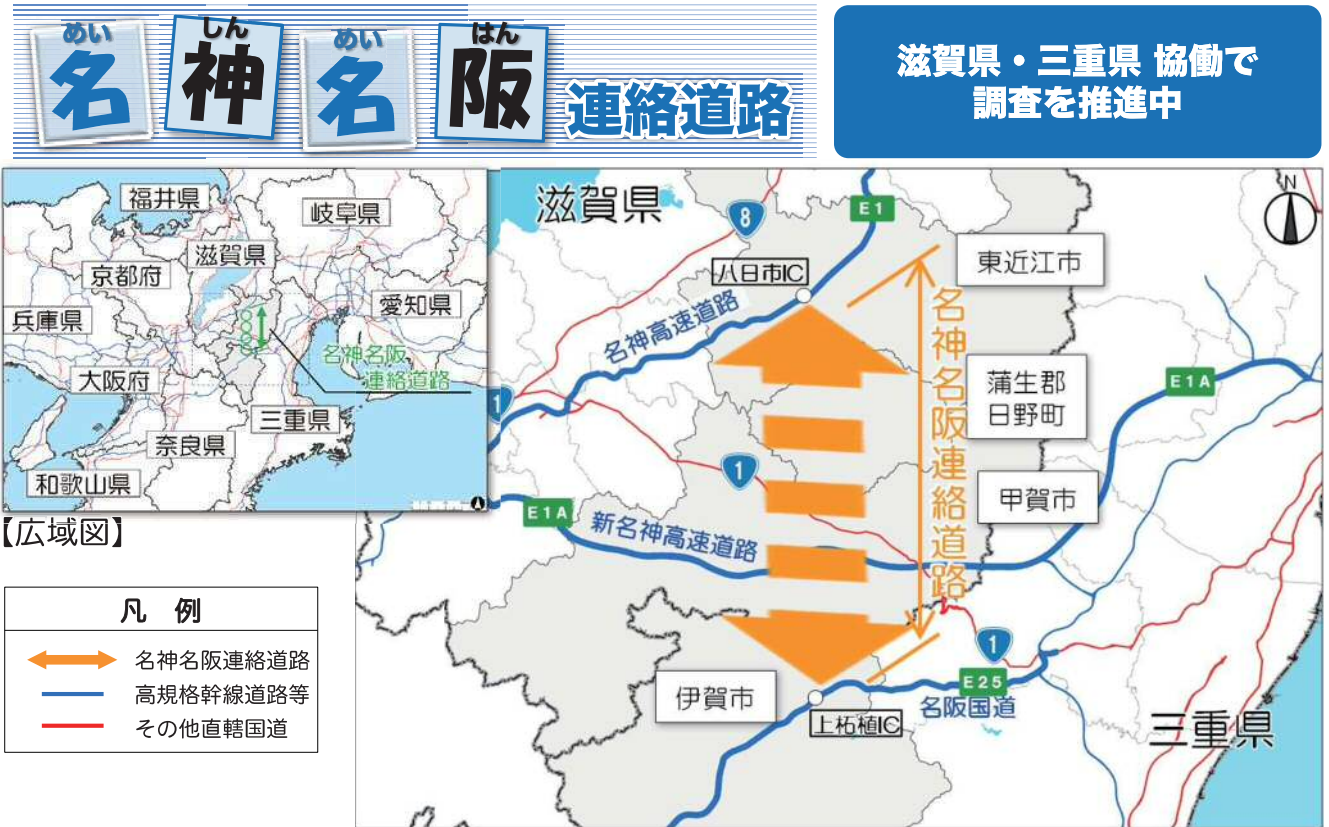 めい しん めい はん
名神名阪連絡道路
滋賀県・三重県 協働で
調査を推進中
福井県
岐阜県
滋賀県
京都府
兵庫県
愛知県
名神名阪
連絡道路
大阪府
三重県
奈良県
和歌山県
【広域図】
凡 例
名神名阪連絡道路
高規格幹線道路等
その他直轄国道
滋賀県
8
E1
N
東近江市
八日市IC
名神高速道路
名神名阪連絡道路
蒲生郡
日野町
E1A
1
1
甲賀市
E1A
新名神高速道路
1
伊賀市
E25
名阪国道
上柘植IC
三重県